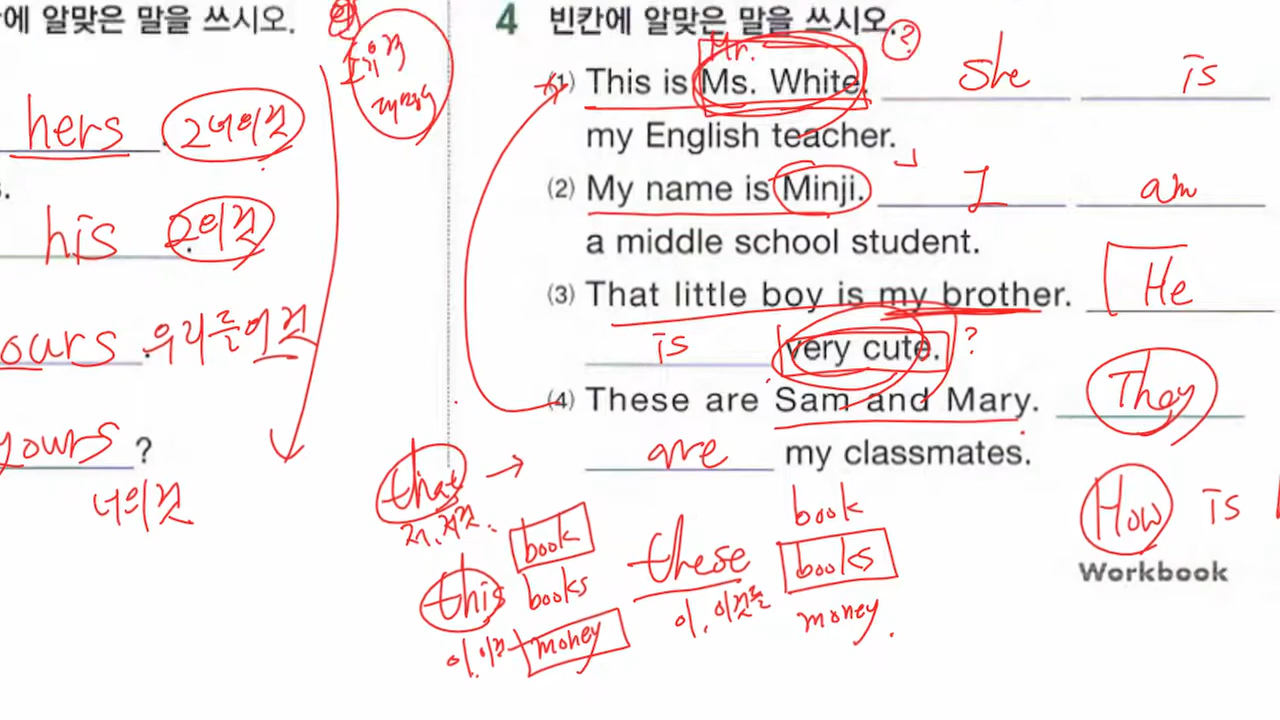 에 알맞은 말을 쓰시오.
hers 그녀의것
his 그의것
ours 우리들의것
yours ?
너의것
4 빈칸에 알맞은 말을 쓰시오.
Mr. ?
(1) This is Ms. White. She is
my English teacher.
(2) My name is Minji. I am
a middle school student.
(3) That little boy is my brother. He
is very cute. ?
(4) These are Sam and Mary. They
are my classmates.
that →
저, 저것.
this book books money
이, 이것
these book books money.
이, 이것들
How is
Workbook